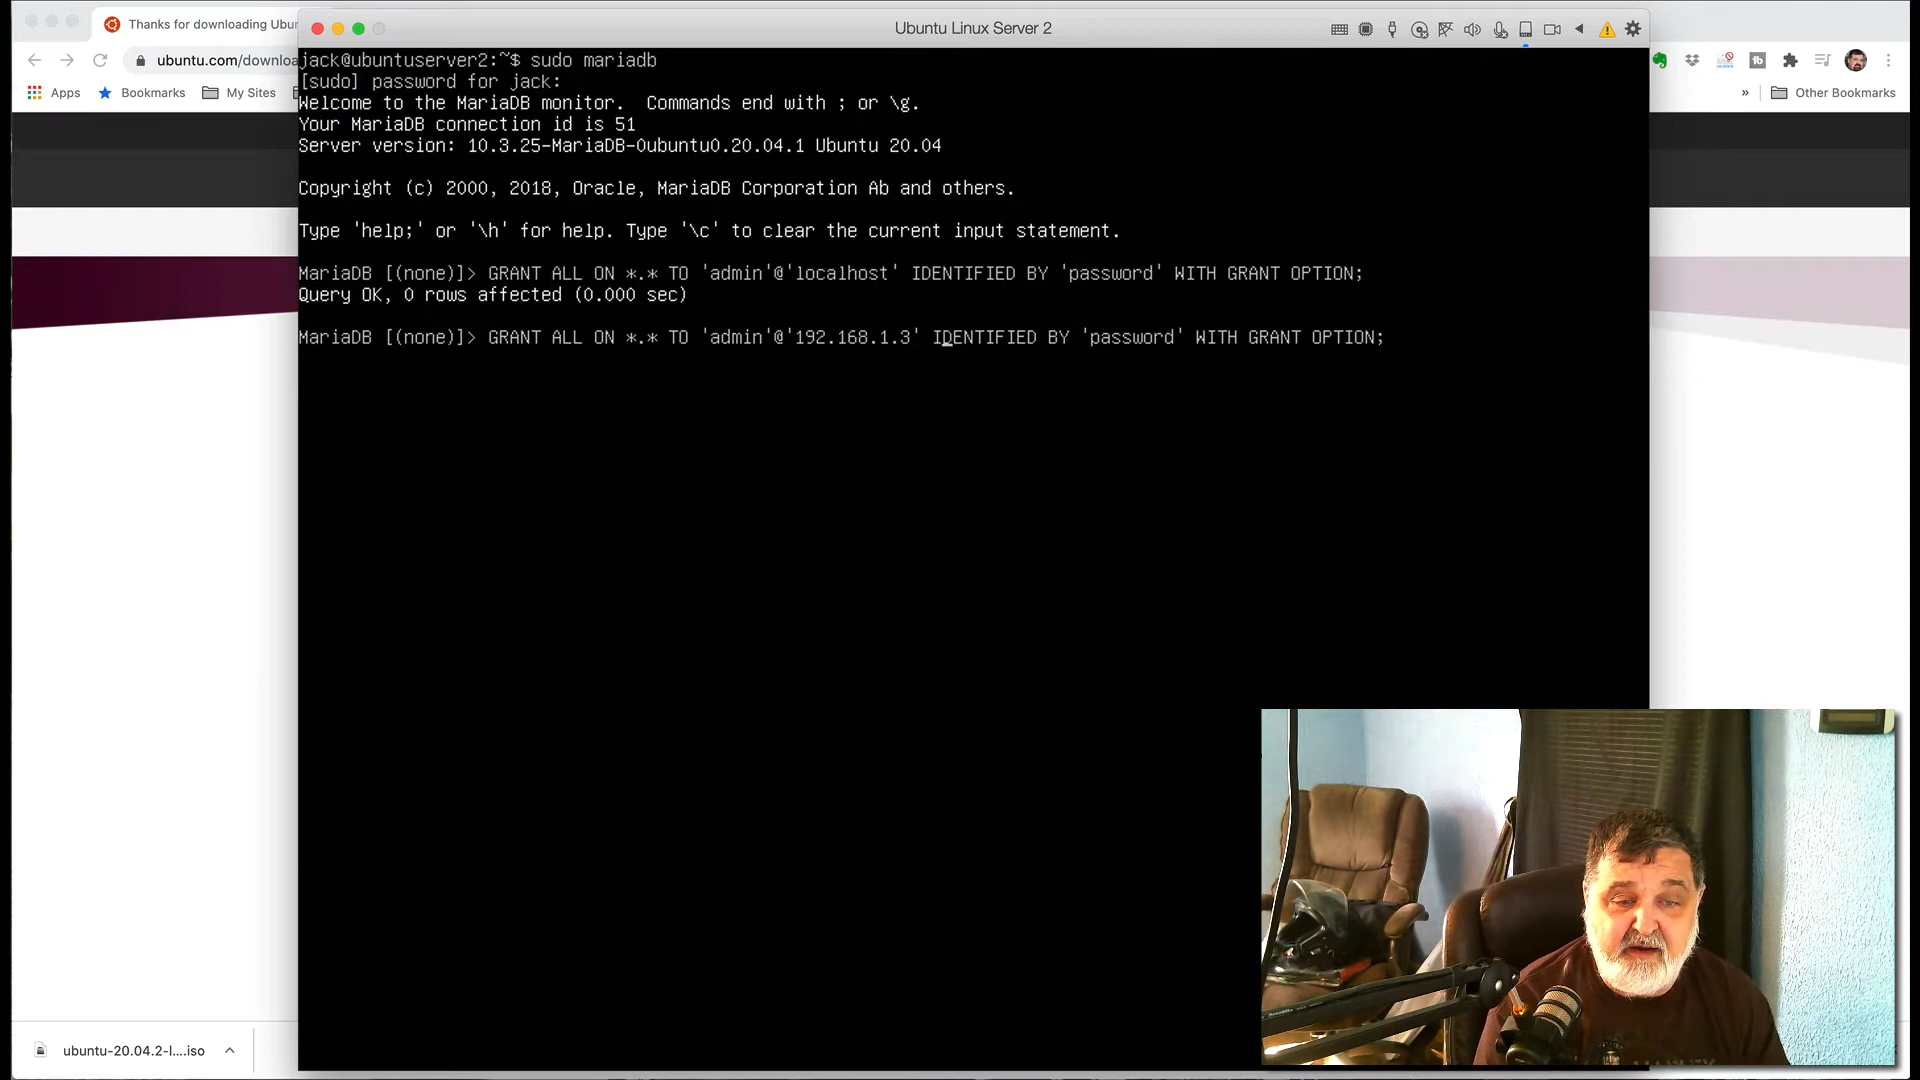 Thanks for downloading Ubun
Ubuntu Linux Server 2
ubuntu.com/downloa
Apps
Bookmarks
My Sites
»
Other Bookmarks
jack@ubuntuserver2:~$ sudo mariadb
[sudo] password for jack:
Welcome to the MariaDB monitor.  Commands end with ; or \g.
Your MariaDB connection id is 51
Server version: 10.3.25-MariaDB-0ubuntu0.20.04.1 Ubuntu 20.04
Copyright (c) 2000, 2018, Oracle, MariaDB Corporation Ab and others.
Type 'help;' or '\h' for help. Type '\c' to clear the current input statement.
MariaDB [(none)]> GRANT ALL ON *.* TO 'admin'@'localhost' IDENTIFIED BY 'password' WITH GRANT OPTION;
Query OK, 0 rows affected (0.000 sec)
MariaDB [(none)]> GRANT ALL ON *.* TO 'admin'@'192.168.1.3' IDENTIFIED BY 'password' WITH GRANT OPTION;
ubuntu-20.04.2-l....iso